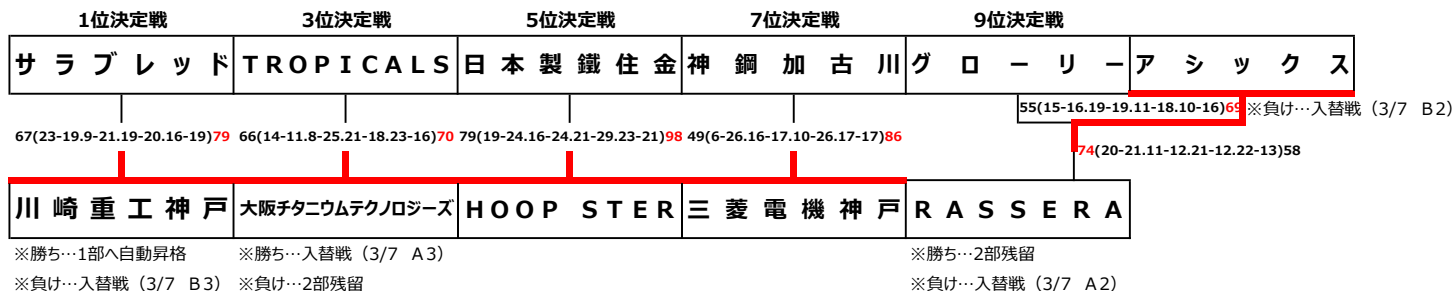 1位決定戦 3位決定戦 5位決定戦 7位決定戦 9位決定戦
サラブレッド TROPICALS 日本製鐵住金 神鋼加古川 グローリー アシックス
55(15-16.19-19.11-18.10-16)69 ※負け…入替戦（3/7 B2）
67(23-19.9-21.19-20.16-19)79 66(14-11.8-25.21-18.23-16)70 79(19-24.16-24.21-29.23-21)98 49(6-26.16-17.10-26.17-17)86
74(20-21.11-12.21-12.22-13)58
川崎重工神戸 大阪チタニウムテクノロジーズ HOOPSTER 三菱電機神戸 RASSERA
※勝ち…1部へ自動昇格 ※勝ち…入替戦（3/7 A3） ※勝ち…2部残留
※負け…入替戦（3/7 B3） ※負け…2部残留 ※負け…入替戦（3/7 A2）